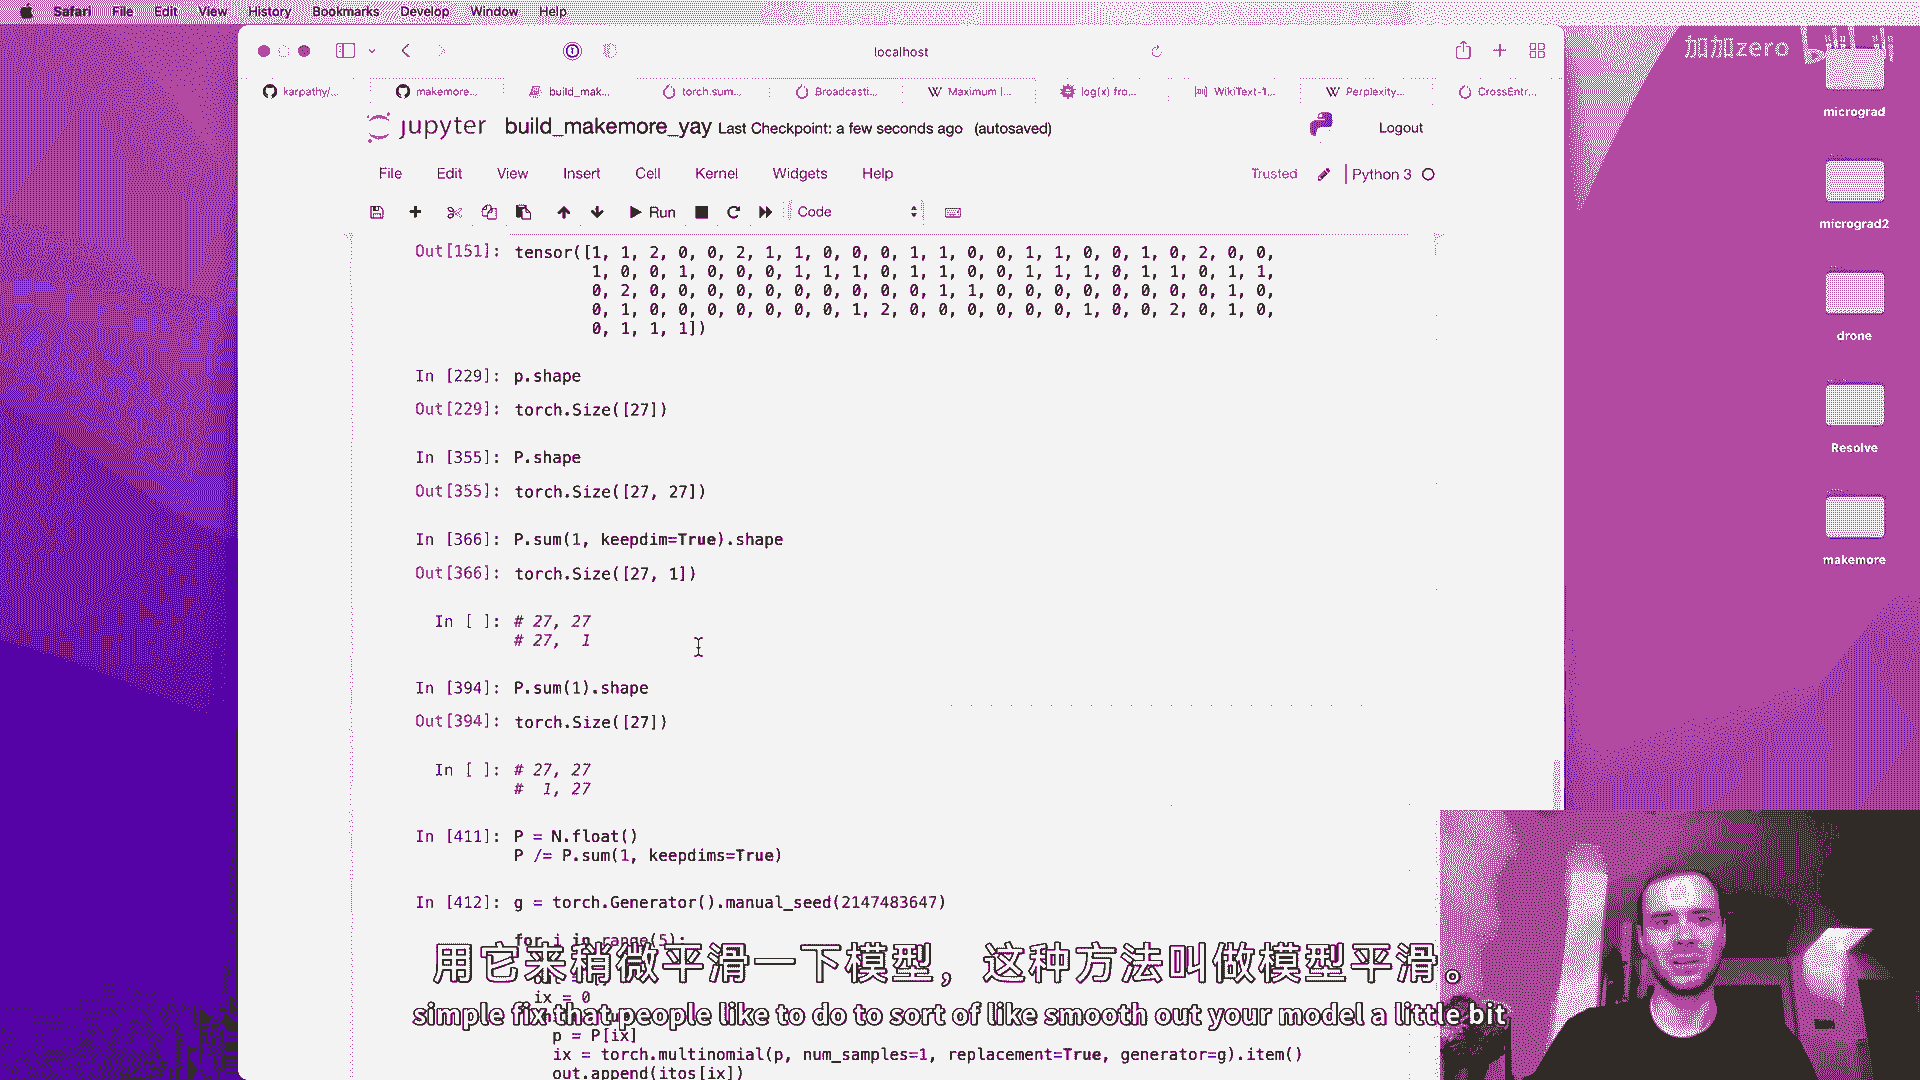 Safari File Edit View History Bookmarks Develop Window Help
加加zero bilibili
localhost
karpathy/... makemore... build_mak... torch.sum... Broadcasti... Maximum l... log(x) fro... WikiText-1... Perplexity... CrossEntr...
jupyter build_makemore_yay Last Checkpoint: a few seconds ago (autosaved)
Logout
File Edit View Insert Cell Kernel Widgets Help
Trusted Python 3
Run Code
Out[151]: tensor([1, 1, 2, 0, 0, 2, 1, 1, 0, 0, 0, 1, 1, 0, 0, 1, 1, 0, 0, 1, 0, 2, 0, 0,
1, 0, 0, 1, 0, 0, 0, 1, 1, 1, 0, 1, 1, 0, 0, 1, 1, 1, 0, 1, 1, 0, 1, 1,
0, 2, 0, 0, 0, 0, 0, 0, 0, 0, 0, 0, 1, 1, 0, 0, 0, 0, 0, 0, 0, 0, 1, 0,
0, 1, 0, 0, 0, 0, 0, 0, 0, 1, 2, 0, 0, 0, 0, 0, 0, 1, 0, 0, 2, 0, 1, 0,
0, 1, 1, 1])
In [229]: p.shape
Out[229]: torch.Size([27])
In [355]: P.shape
Out[355]: torch.Size([27, 27])
In [366]: P.sum(1, keepdim=True).shape
Out[366]: torch.Size([27, 1])
In [ ]: # 27, 27
# 27,  1
In [394]: P.sum(1).shape
Out[394]: torch.Size([27])
In [ ]: # 27, 27
#  1, 27
In [411]: P = N.float()
P /= P.sum(1, keepdims=True)
In [412]: g = torch.Generator().manual_seed(2147483647)
for i in range(5):
ix = 0
p = P[ix]
ix = torch.multinomial(p, num_samples=1, replacement=True, generator=g).item()
out.append(itos[ix])
用它来稍微平滑一下模型，这种方法叫做模型平滑。
simple fix that people like to do to sort of like smooth out your model a little bit
micrograd
micrograd2
drone
Resolve
makemore